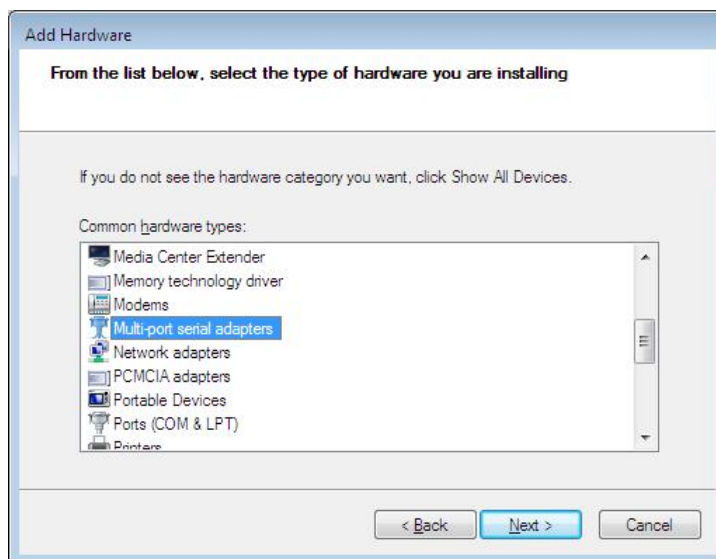 Add Hardware
From the list below, select the type of hardware you are installing
If you do not see the hardware category you want, click Show All Devices.
Common hardware types:
Media Center Extender
Memory technology driver
Modems
Multi-port serial adapters
Network adapters
PCMCIA adapters
Portable Devices
Ports (COM & LPT)
Printers
< Back
Next >
Cancel